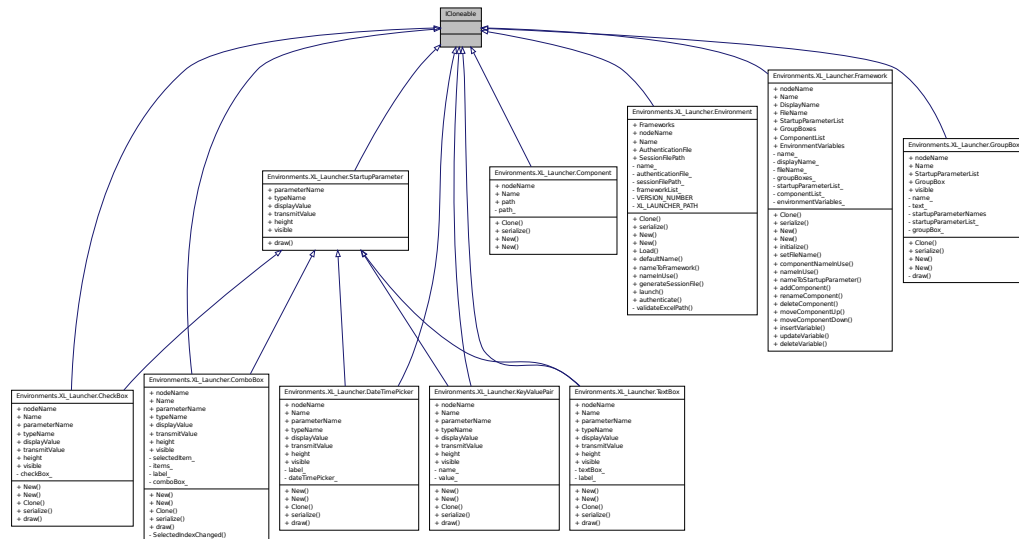 ICloneable
Environments.XL_Launcher.Framework
+ nodeName
+ Name
+ DisplayName
+ FileName
+ StartupParameterList
+ GroupBoxes
+ ComponentList
+ EnvironmentVariables
- name_
- displayName_
- fileName_
- groupBoxes_
- startupParameterList_
- componentList_
- environmentVariables_
+ Clone()
+ serialize()
+ New()
+ New()
+ initialize()
+ setFileName()
+ componentNameInUse()
+ nameInUse()
+ nameToStartupParameter()
+ addComponent()
+ renameComponent()
+ deleteComponent()
+ moveComponentUp()
+ moveComponentDown()
+ insertVariable()
+ updateVariable()
+ deleteVariable()
Environments.XL_Launcher.Environment
+ Frameworks
+ nodeName
+ Name
+ AuthenticationFile
+ SessionFilePath
- name_
- authenticationFile_
- sessionFilePath_
- frameworkList_
- VERSION_NUMBER
- XL_LAUNCHER_PATH
+ Clone()
+ serialize()
+ New()
+ New()
+ Load()
+ defaultName()
+ nameToFramework()
+ nameInUse()
+ generateSessionFile()
+ launch()
+ authenticate()
- validateExcelPath()
Environments.XL_Launcher.GroupBox
+ nodeName
+ Name
+ StartupParameterList
+ GroupBox
+ visible
- name_
- text_
- startupParameterNames
- startupParameterList_
- groupBox_
+ Clone()
+ serialize()
+ New()
+ New()
- draw()
Environments.XL_Launcher.Component
+ nodeName
+ Name
+ path
- path_
+ Clone()
+ serialize()
+ New()
+ New()
Environments.XL_Launcher.StartupParameter
+ parameterName
+ typeName
+ displayValue
+ transmitValue
+ height
+ visible
+ draw()
Environments.XL_Launcher.CheckBox
+ nodeName
+ Name
+ parameterName
+ typeName
+ displayValue
+ transmitValue
+ height
+ visible
- checkBox_
+ New()
+ New()
+ Clone()
+ serialize()
+ draw()
Environments.XL_Launcher.ComboBox
+ nodeName
+ Name
+ parameterName
+ typeName
+ displayValue
+ transmitValue
+ height
+ visible
- selectedItem_
- items_
- label_
- comboBox_
+ New()
+ New()
+ Clone()
+ serialize()
+ draw()
- SelectedIndexChanged()
Environments.XL_Launcher.DateTimePicker
+ nodeName
+ Name
+ parameterName
+ typeName
+ displayValue
+ transmitValue
+ height
+ visible
- label_
- dateTimePicker_
+ New()
+ New()
+ Clone()
+ serialize()
+ draw()
Environments.XL_Launcher.KeyValuePair
+ nodeName
+ Name
+ parameterName
+ typeName
+ displayValue
+ transmitValue
+ height
+ visible
- name_
- value_
+ New()
+ New()
+ Clone()
+ serialize()
+ draw()
Environments.XL_Launcher.TextBox
+ nodeName
+ Name
+ parameterName
+ typeName
+ displayValue
+ transmitValue
+ height
+ visible
- textBox_
- label_
+ New()
+ New()
+ Clone()
+ serialize()
+ draw()